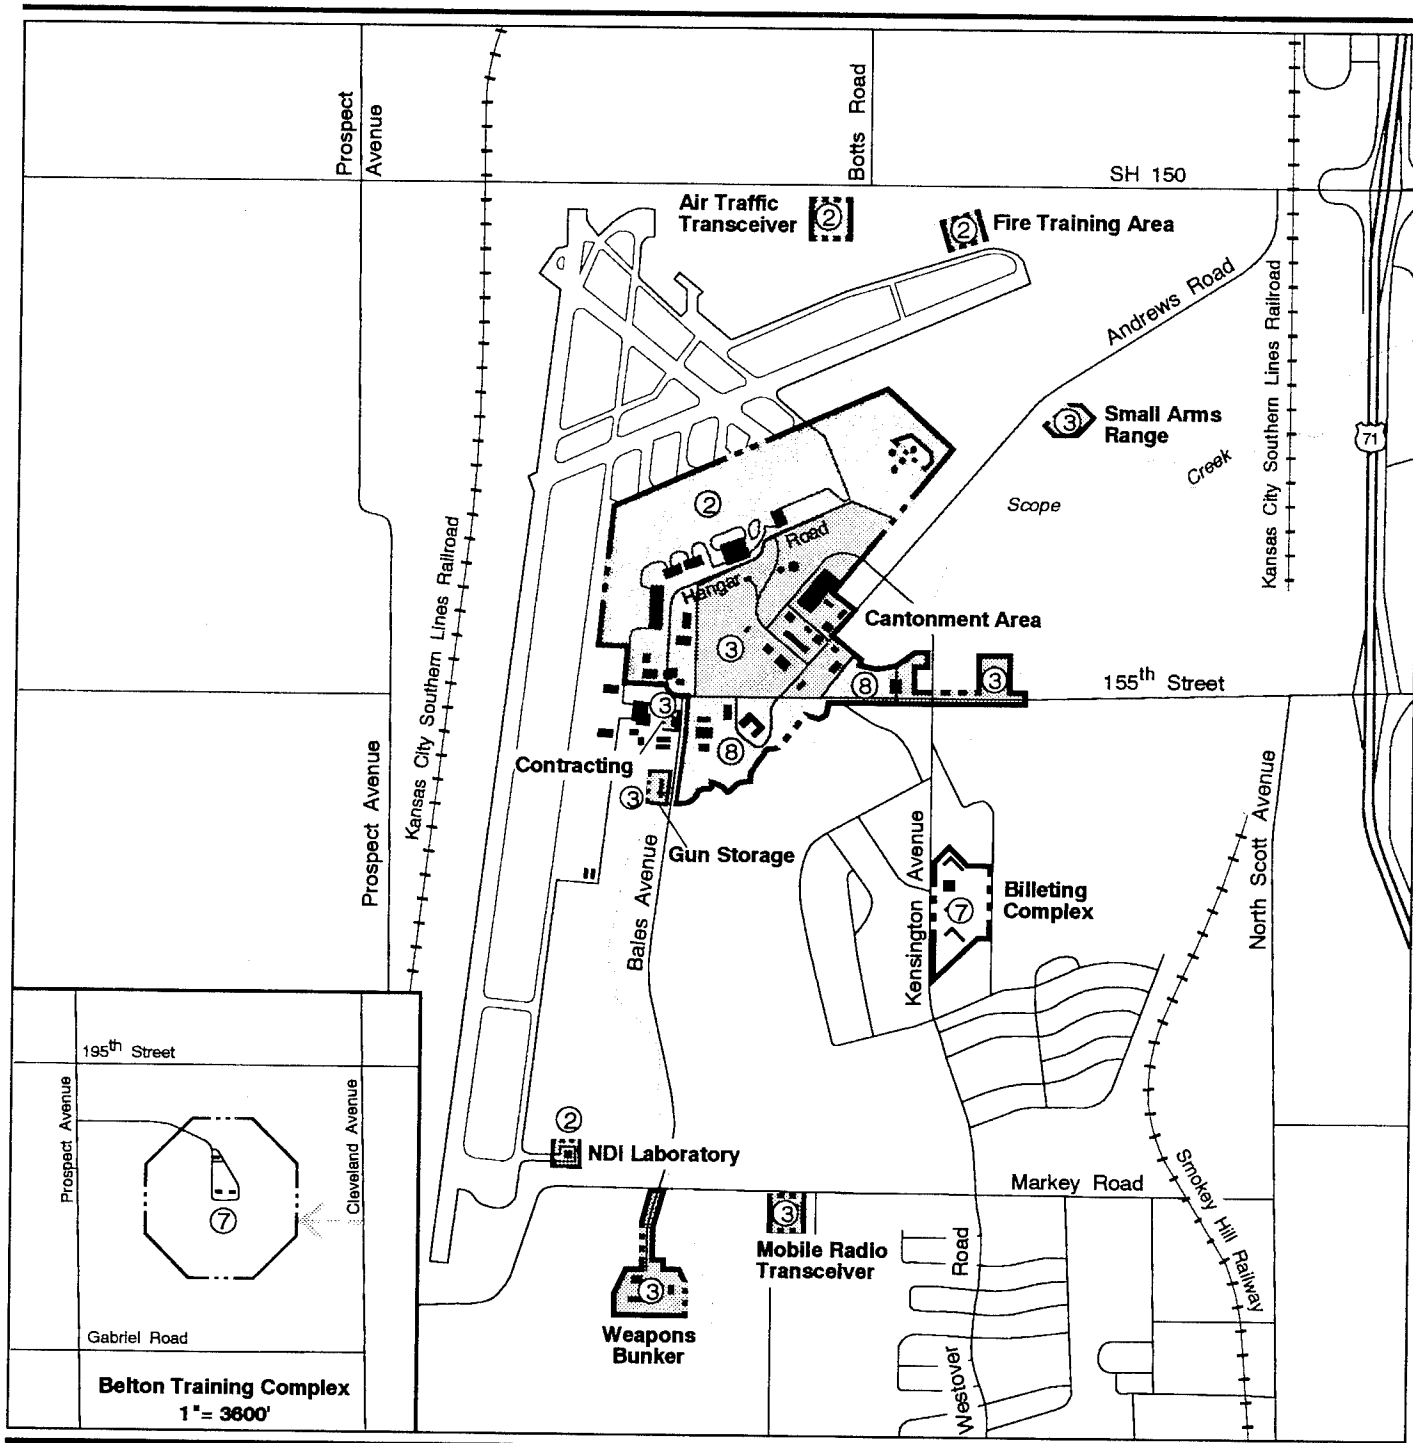 Prospect
Avenue
Botts Road
SH 150
Air Traffic
Transceiver
2
2
Fire Training Area
Andrews Road
Kansas City Southern Lines Railroad
71
3
Small Arms
Range
Scope
Creek
2
Hangar
Road
Kansas City Southern Lines Railroad
Cantonment Area
3
8
3
155th Street
3
8
Contracting
3
Gun Storage
Prospect Avenue
Bales Avenue
Kensington Avenue
7
Billeting
Complex
North Scott Avenue
195th Street
Prospect Avenue
Cleveland Avenue
7
Gabriel Road
Belton Training Complex
1"= 3600'
2
NDI Laboratory
Markey Road
3
Mobile Radio
Transceiver
3
Weapons
Bunker
Westover
Road
Smokey Hill Railway